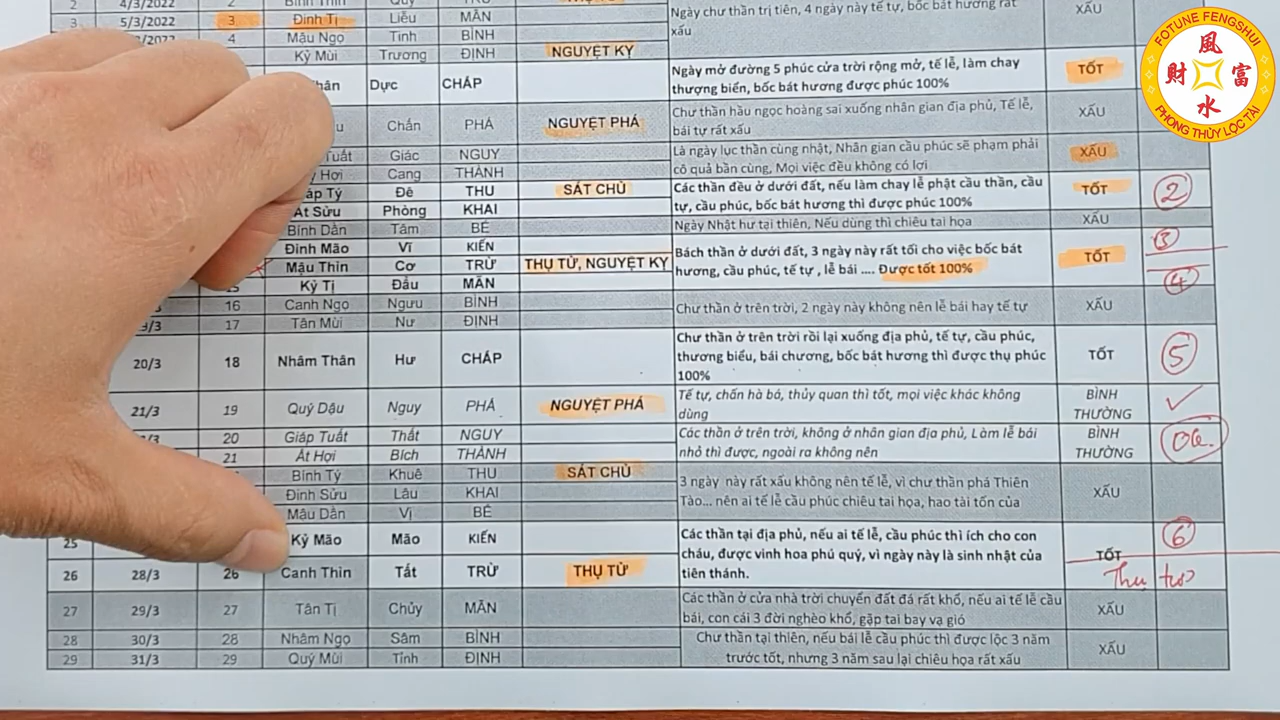 2 4/3/2022 2
3 5/3/2022 3 Đinh Tị Liễu MÃN
Ngày chư thần trị tiên, 4 ngày này tế tự, bốc bát hương rất
xấu
XẤU
4 Mậu Ngọ Tinh BÌNH
Kỷ Mùi Trương ĐỊNH NGUYỆT KỴ
Dực CHẤP
Ngày mở đường 5 phúc cửa trời rộng mở, tế lễ, làm chay
thượng biển, bốc bát hương được phúc 100%
TỐT
Chẩn PHÁ NGUYỆT PHÁ
Chư thần hầu ngọc hoàng sai xuống nhân gian địa phủ, Tế lễ,
bái tự rất xấu
XẤU
Tuất Giác NGUY
Hợi Cang THÀNH
Là ngày lục thần cùng nhật, Nhân gian cầu phúc sẽ phạm phải
cô quả bần cùng, Mọi việc đều không có lợi
XẤU
Tý Đê THU SÁT CHỦ
Ất Sửu Phòng KHAI
Các thần đều ở dưới đất, nếu làm chay lễ phật cầu thần, cầu
tự, cầu phúc, bốc bát hương thì được phúc 100%
TỐT 2
Bính Dần Tâm BẾ
Ngày Nhật hư tại thiên, Nếu dùng thì chiêu tai họa
XẤU
Đinh Mão Vĩ KIẾN
Mậu Thìn Cơ TRỪ THỤ TỬ, NGUYỆT KỴ
Kỷ Tị Đẩu MÃN
Bách thần ở dưới đất, 3 ngày này rất tối cho việc bốc bát
hương, cầu phúc, tế tự , lễ bái .... Được tốt 100%
TỐT 3
4
16 Canh Ngọ Ngưu BÌNH
17 Tân Mùi Nư ĐỊNH
Chư thần ở trên trời, 2 ngày này không nên lễ bái hay tế tự
XẤU
20/3 18 Nhâm Thân Hư CHẤP
Chư thần ở trên trời rồi lại xuống địa phủ, tế tự, cầu phúc,
thương biểu, bái chương, bốc bát hương thì được thụ phúc
100%
TỐT 5
21/3 19 Quý Dậu Nguy PHÁ NGUYỆT PHÁ
Tế tự, chấn hà bá, thủy quan thì tốt, mọi việc khác không
dùng
BÌNH
THƯỜNG
20 Giáp Tuất Thất NGUY
21 Ất Hợi Bích THÀNH
Các thần ở trên trời, không ở nhân gian địa phủ, Làm lễ bái
nhỏ thì được, ngoài ra không nên
BÌNH
THƯỜNG
Ok.
Bính Tý Khuê THU SÁT CHỦ
Đinh Sửu Lâu KHAI
Mậu Dần Vị BẾ
3 ngày này rất xấu không nên tế lễ, vì chư thần phá Thiên
Tào... nên ai tế lễ cầu phúc chiêu tai họa, hao tài tốn của
XẤU
25 Kỷ Mão Mão KIẾN
26 28/3 26 Canh Thìn Tất TRỪ THỤ TỬ
Các thần tại địa phủ, nếu ai tế lễ, cầu phúc thì ích cho con
cháu, được vinh hoa phú quý, vì ngày này là sinh nhật của
tiên thánh.
TỐT 6
Thụ tử
27 29/3 27 Tân Tị Chủy MÃN
Các thần ở cửa nhà trời chuyển đất đá rất khổ, nếu ai tế lễ cầu
bái, con cái 3 đời nghèo khổ, gặp tai bay vạ gió
XẤU
28 30/3 28 Nhâm Ngọ Sâm BÌNH
29 31/3 29 Quý Mùi Tỉnh ĐỊNH
Chư thần tại thiên, nếu bái lễ cầu phúc thì được lộc 3 năm
trước tốt, nhưng 3 năm sau lại chiêu họa rất xấu
XẤU
FOTUNE FENGSHUI
風
財 富
水
PHONG THỦY LỘC TÀI